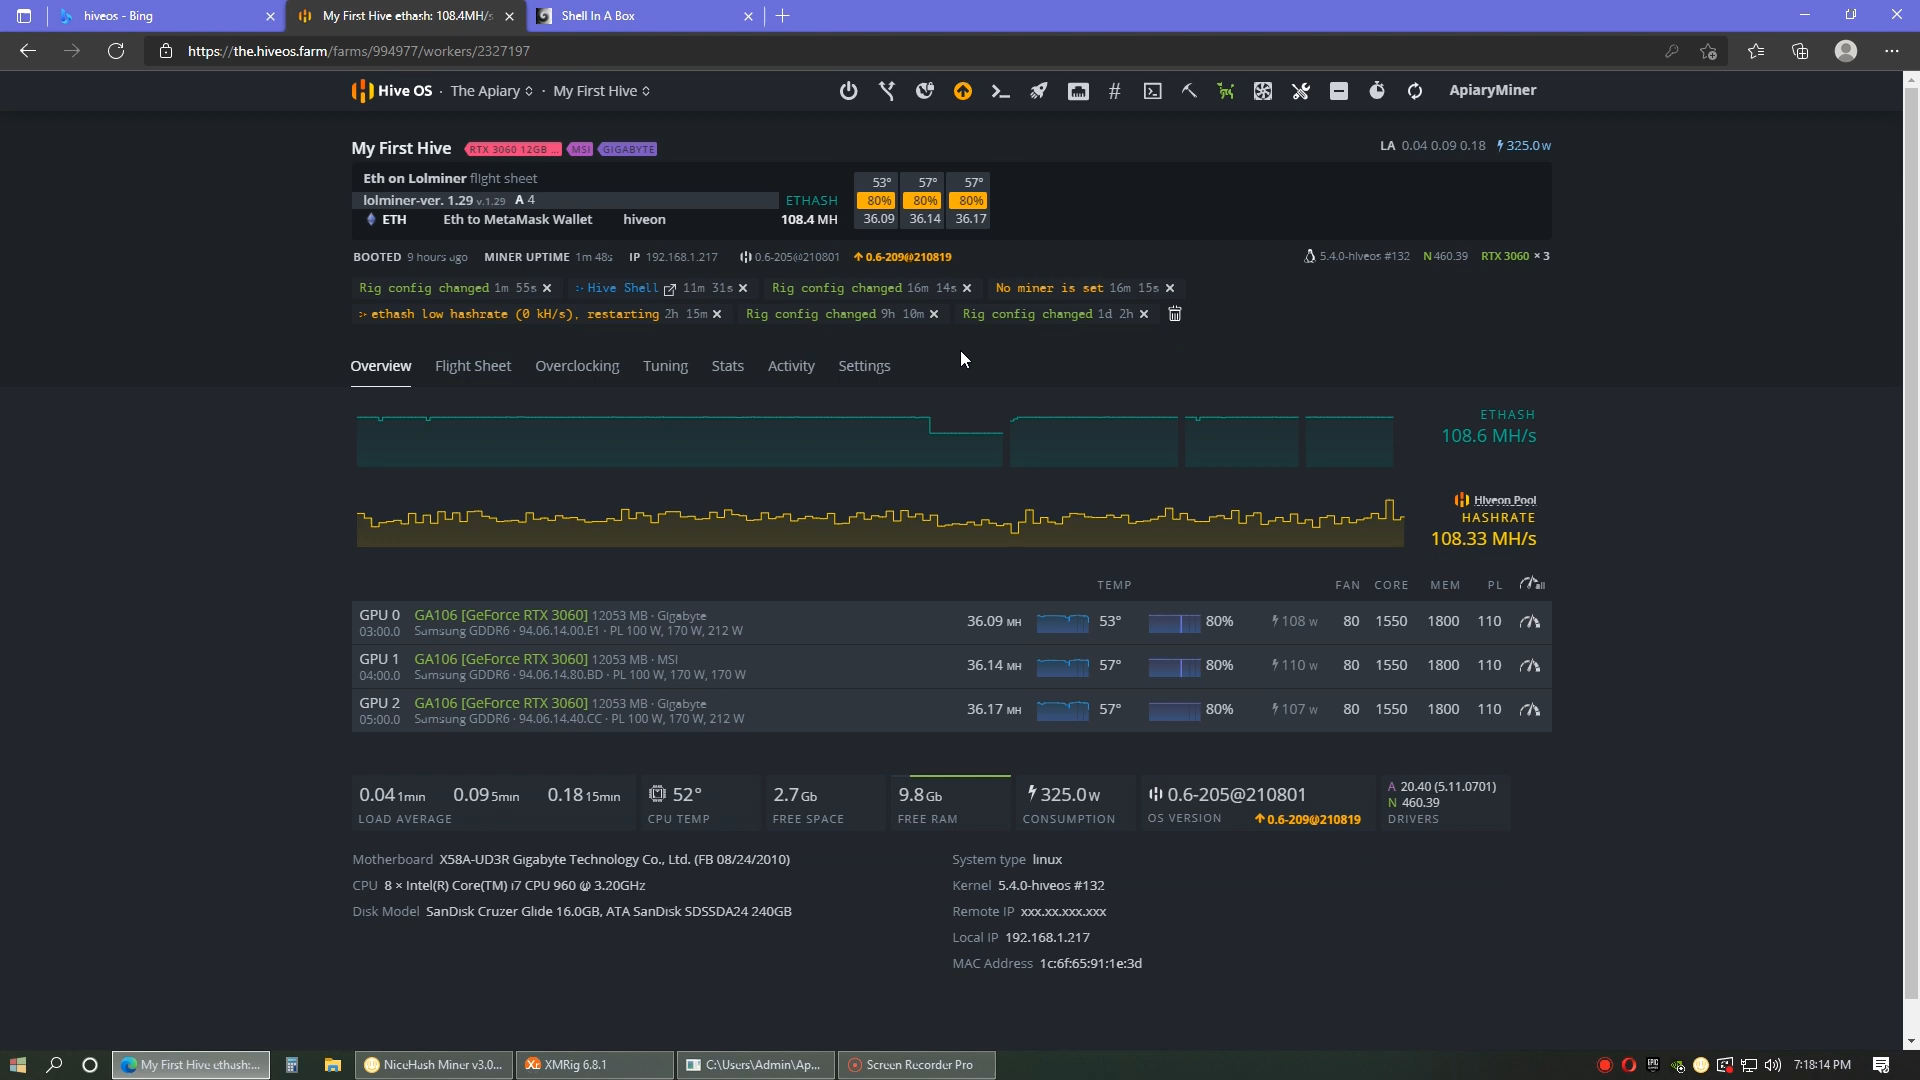 hiveos - Bing
My First Hive ethash: 108.4MH/s
Shell In A Box
https://the.hiveos.farm/farms/994977/workers/2327197
Hive OS · The Apiary · My First Hive
ApiaryMiner
My First Hive RTX 3060 12GB ... MSI GIGABYTE
LA 0.04 0.09 0.18 325.0 w
Eth on Lolminer flight sheet
lolminer-ver. 1.29 v.1.29 A 4 ETHASH
ETH Eth to MetaMask Wallet hiveon 108.4 MH
53° 57° 57°
80% 80% 80%
36.09 36.14 36.17
BOOTED 9 hours ago MINER UPTIME 1m 48s IP 192.168.1.217 0.6-205@210801 0.6-209@210819
5.4.0-hiveos #132 N 460.39 RTX 3060 × 3
Rig config changed 1m 55s Hive Shell 11m 31s Rig config changed 16m 14s No miner is set 16m 15s
ethash low hashrate (0 kH/s), restarting 2h 15m Rig config changed 9h 10m Rig config changed 1d 2h
Overview Flight Sheet Overclocking Tuning Stats Activity Settings
ETHASH
108.6 MH/s
Hiveon Pool
HASHRATE
108.33 MH/s
TEMP FAN CORE MEM PL all
GPU 0 GA106 [GeForce RTX 3060] 12053 MB · Gigabyte 36.09 MH 53° 80% 108 w 80 1550 1800 110
03:00.0 Samsung GDDR6 · 94.06.14.00.E1 · PL 100 W, 170 W, 212 W
GPU 1 GA106 [GeForce RTX 3060] 12053 MB · MSI 36.14 MH 57° 80% 110 w 80 1550 1800 110
04:00.0 Samsung GDDR6 · 94.06.14.80.BD · PL 100 W, 170 W, 170 W
GPU 2 GA106 [GeForce RTX 3060] 12053 MB · Gigabyte 36.17 MH 57° 80% 107 w 80 1550 1800 110
05:00.0 Samsung GDDR6 · 94.06.14.40.CC · PL 100 W, 170 W, 212 W
0.04 1min 0.09 5min 0.18 15min
LOAD AVERAGE
52°
CPU TEMP
2.7 Gb
FREE SPACE
9.8 Gb
FREE RAM
325.0 w
CONSUMPTION
0.6-205@210801
OS VERSION 0.6-209@210819
A 20.40 (5.11.0701)
N 460.39
DRIVERS
Motherboard X58A-UD3R Gigabyte Technology Co., Ltd. (FB 08/24/2010)
CPU 8 × Intel(R) Core(TM) i7 CPU 960 @ 3.20GHz
Disk Model SanDisk Cruzer Glide 16.0GB, ATA SanDisk SDSSDA24 240GB
System type linux
Kernel 5.4.0-hiveos #132
Remote IP xxx.xx.xxx.xxx
Local IP 192.168.1.217
MAC Address 1c:6f:65:91:1e:3d
My First Hive ethash:...
NiceHash Miner v3.0...
XMRig 6.8.1
C:\Users\Admin\Ap...
Screen Recorder Pro
7:18:14 PM